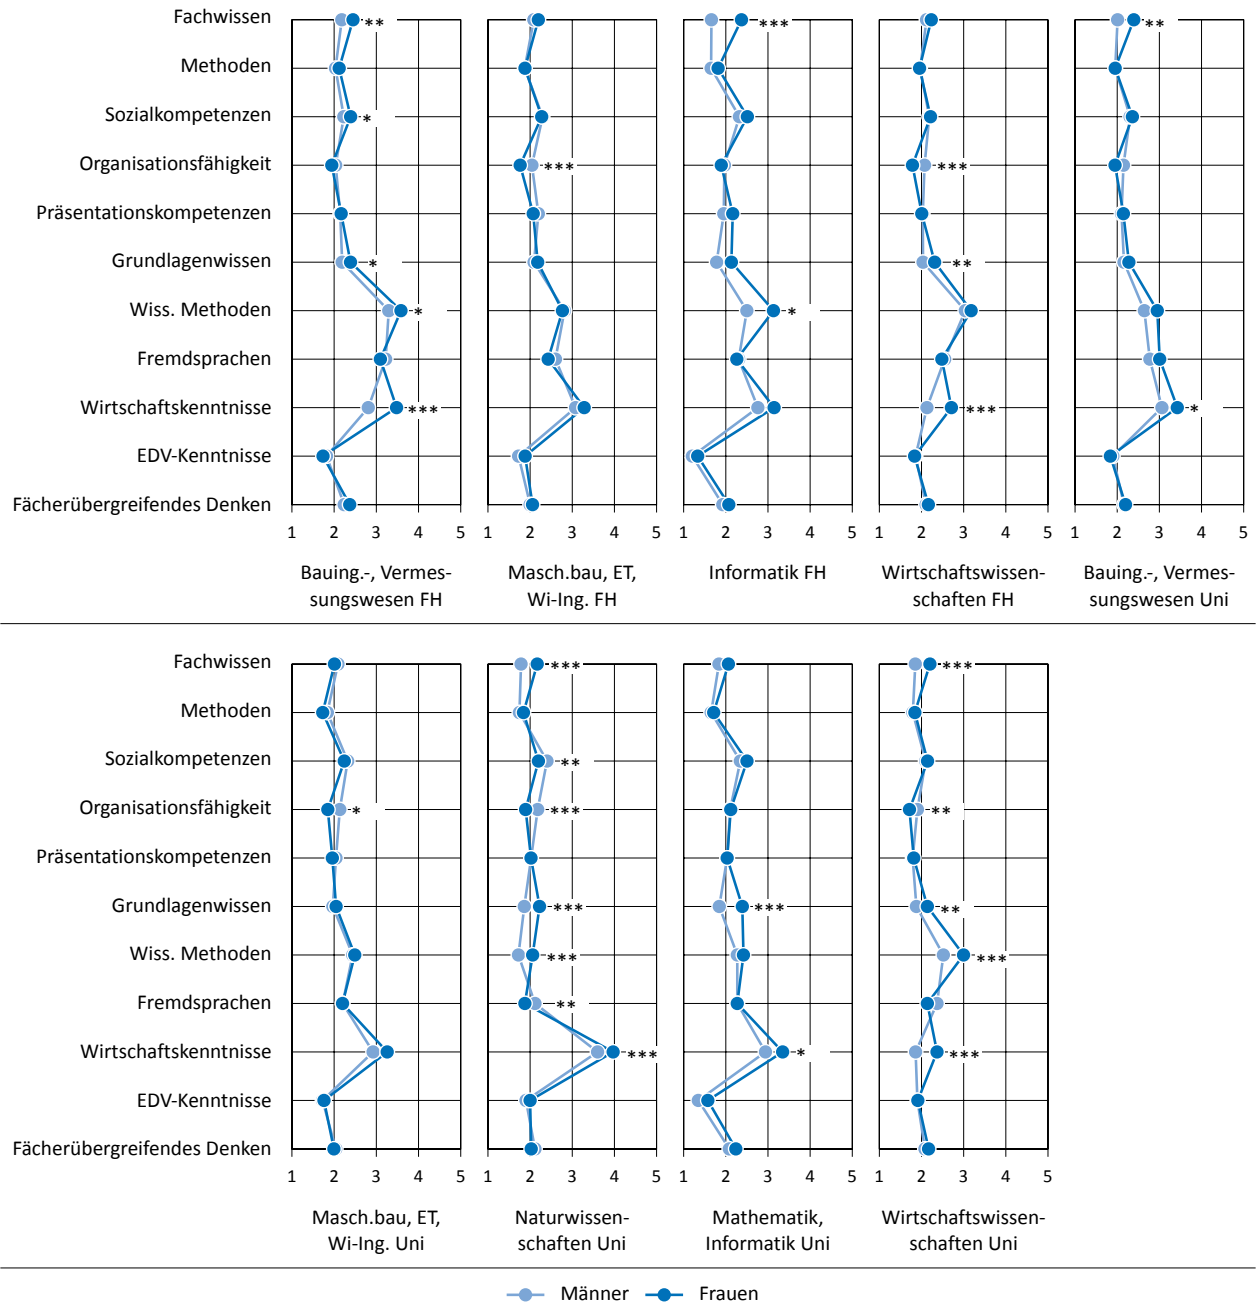 Fachwissen
**
***
**
Methoden
Sozialkompetenzen
*
Organisationsfähigkeit
***
***
Präsentationskompetenzen
Grundlagenwissen
*
**
Wiss. Methoden
*
*
Fremdsprachen
Wirtschaftskenntnisse
***
***
*
EDV-Kenntnisse
Fächerübergreifendes Denken
1 2 3 4 5
1 2 3 4 5
1 2 3 4 5
1 2 3 4 5
1 2 3 4 5
Bauing.-, Vermes-
sungswesen FH
Masch.bau, ET,
Wi-Ing. FH
Informatik FH
Wirtschaftswissen-
schaften FH
Bauing.-, Vermes-
sungswesen Uni
Fachwissen
***
***
Methoden
Sozialkompetenzen
**
Organisationsfähigkeit
*
***
**
Präsentationskompetenzen
Grundlagenwissen
***
***
**
Wiss. Methoden
***
***
Fremdsprachen
**
Wirtschaftskenntnisse
***
*
***
EDV-Kenntnisse
Fächerübergreifendes Denken
1 2 3 4 5
1 2 3 4 5
1 2 3 4 5
1 2 3 4 5
Masch.bau, ET,
Wi-Ing. Uni
Naturwissen-
schaften Uni
Mathematik,
Informatik Uni
Wirtschaftswissen-
schaften Uni
Männer
Frauen